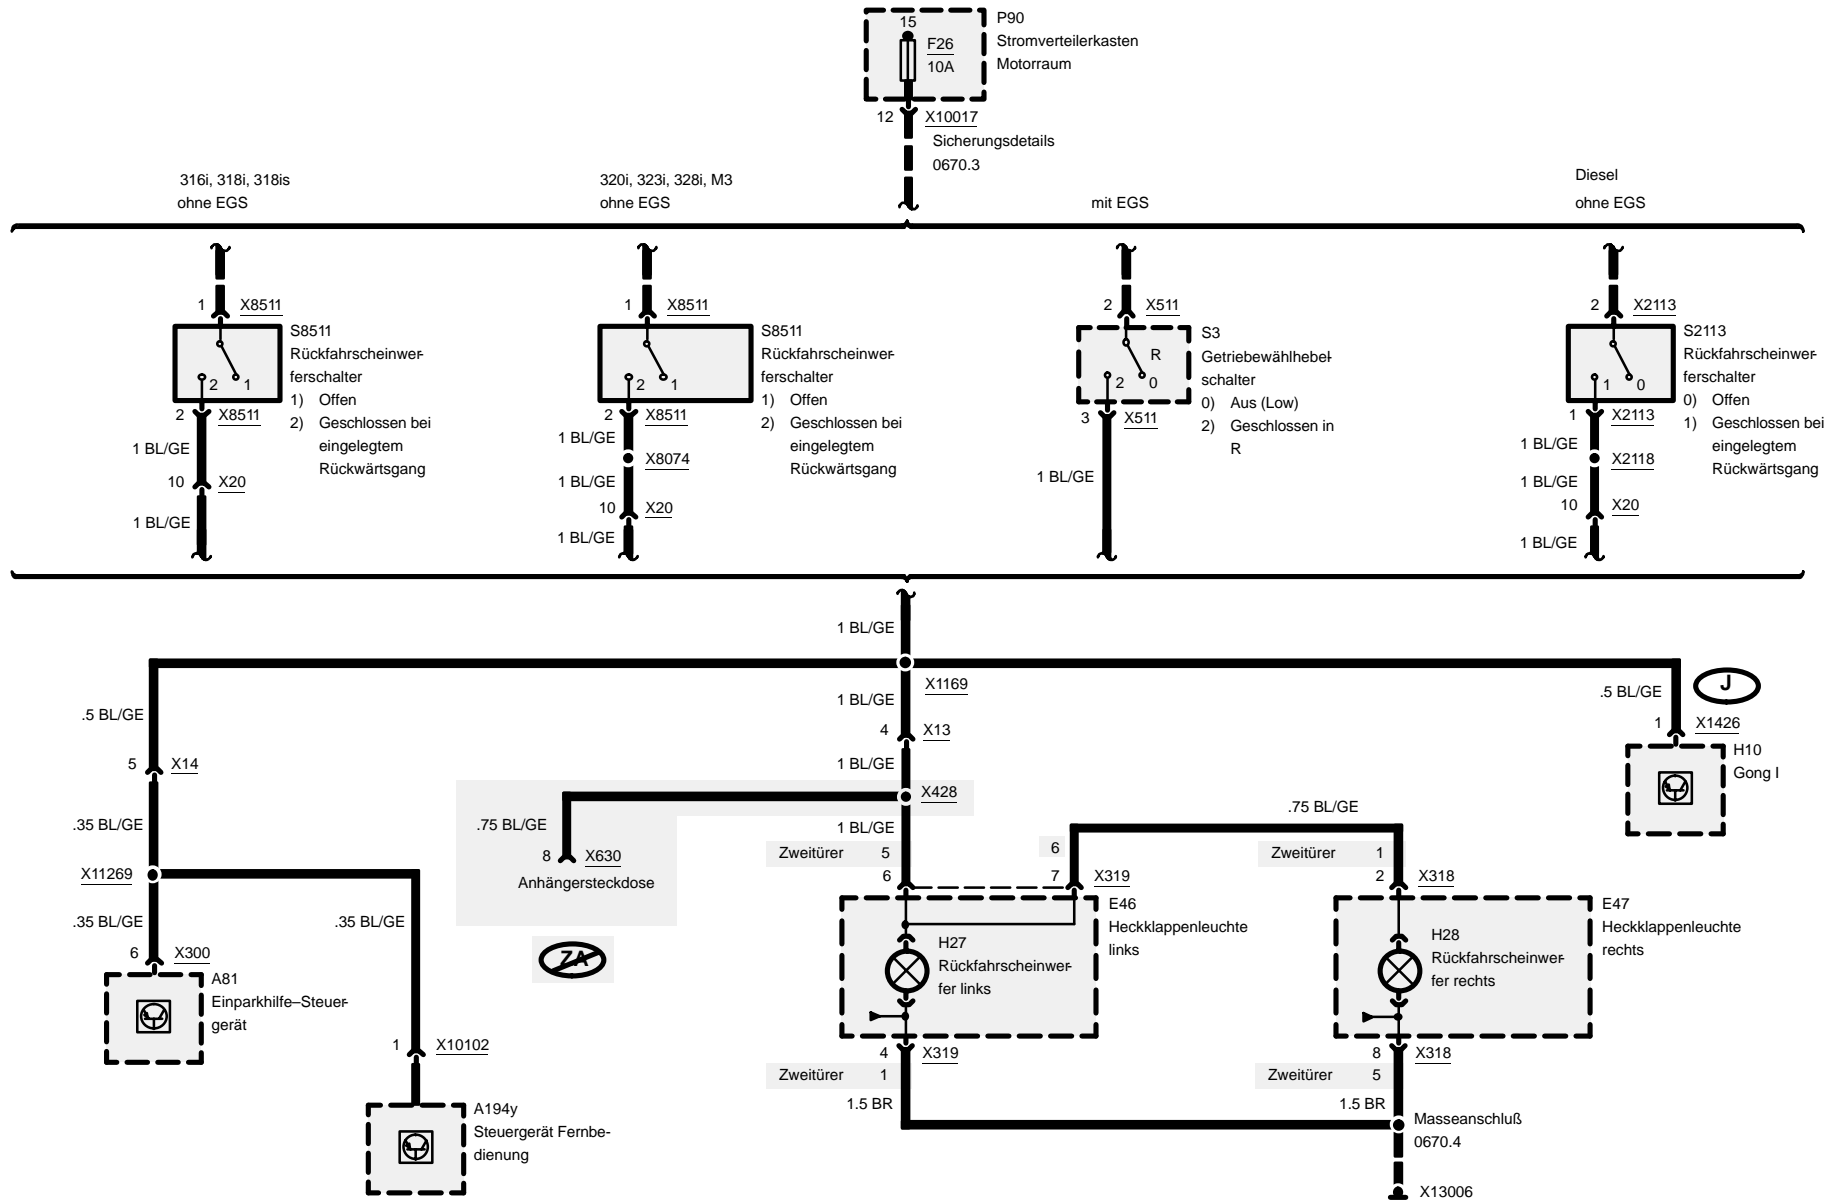 15
F26
10A
P90
Stromverteilerkasten
Motorraum
12
X10017
Sicherungsdetails
0670.3
316i, 318i, 318is
ohne EGS
320i, 323i, 328i, M3
ohne EGS
mit EGS
Diesel
ohne EGS
1
X8511
S8511
Rückfahrscheinwer-
ferschalter
1) Offen
2) Geschlossen bei
eingelegtem
Rückwärtsgang
2
1
2
X8511
1 BL/GE
10
X20
1 BL/GE
1
X8511
S8511
Rückfahrscheinwer-
ferschalter
1) Offen
2) Geschlossen bei
eingelegtem
Rückwärtsgang
2
1
2
X8511
1 BL/GE
X8074
1 BL/GE
10
X20
1 BL/GE
2
X511
S3
Getriebewählhebel-
schalter
0) Aus (Low)
2) Geschlossen in
R
R
2
0
3
X511
1 BL/GE
2
X2113
S2113
Rückfahrscheinwer-
ferschalter
0) Offen
1) Geschlossen bei
eingelegtem
Rückwärtsgang
1
0
1
X2113
1 BL/GE
X2118
1 BL/GE
10
X20
1 BL/GE
1 BL/GE
X1169
1 BL/GE
4
X13
1 BL/GE
X428
1 BL/GE
.5 BL/GE
5
X14
.35 BL/GE
X11269
.35 BL/GE
.35 BL/GE
6
X300
A81
Einparkhilfe–Steuer-
gerät
1
X10102
A194y
Steuergerät Fernbe-
dienung
.75 BL/GE
8
X630
Anhängersteckdose
ZA
.5 BL/GE
J
1
X1426
H10
Gong I
.75 BL/GE
Zweitürer 5
6
6
7
X319
Zweitürer 1
2
X318
E46
Heckklappenleuchte
links
H27
Rückfahrscheinwer-
fer links
E47
Heckklappenleuchte
rechts
H28
Rückfahrscheinwer-
fer rechts
4
X319
Zweitürer 1
1.5 BR
8
X318
Zweitürer 5
1.5 BR
Masseanschluß
0670.4
X13006